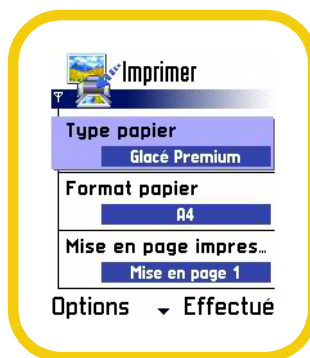 Imprimer
Type papier
Glacé Premium
Format papier
A4
Mise en page impres…
Mise en page 1
Options Effectué